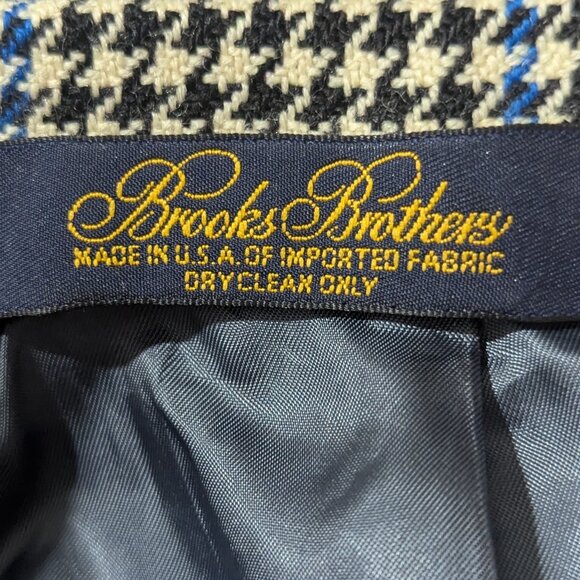 Brooks Brothers
MADE IN U.S.A. OF IMPORTED FABRIC
DRY CLEAN ONLY